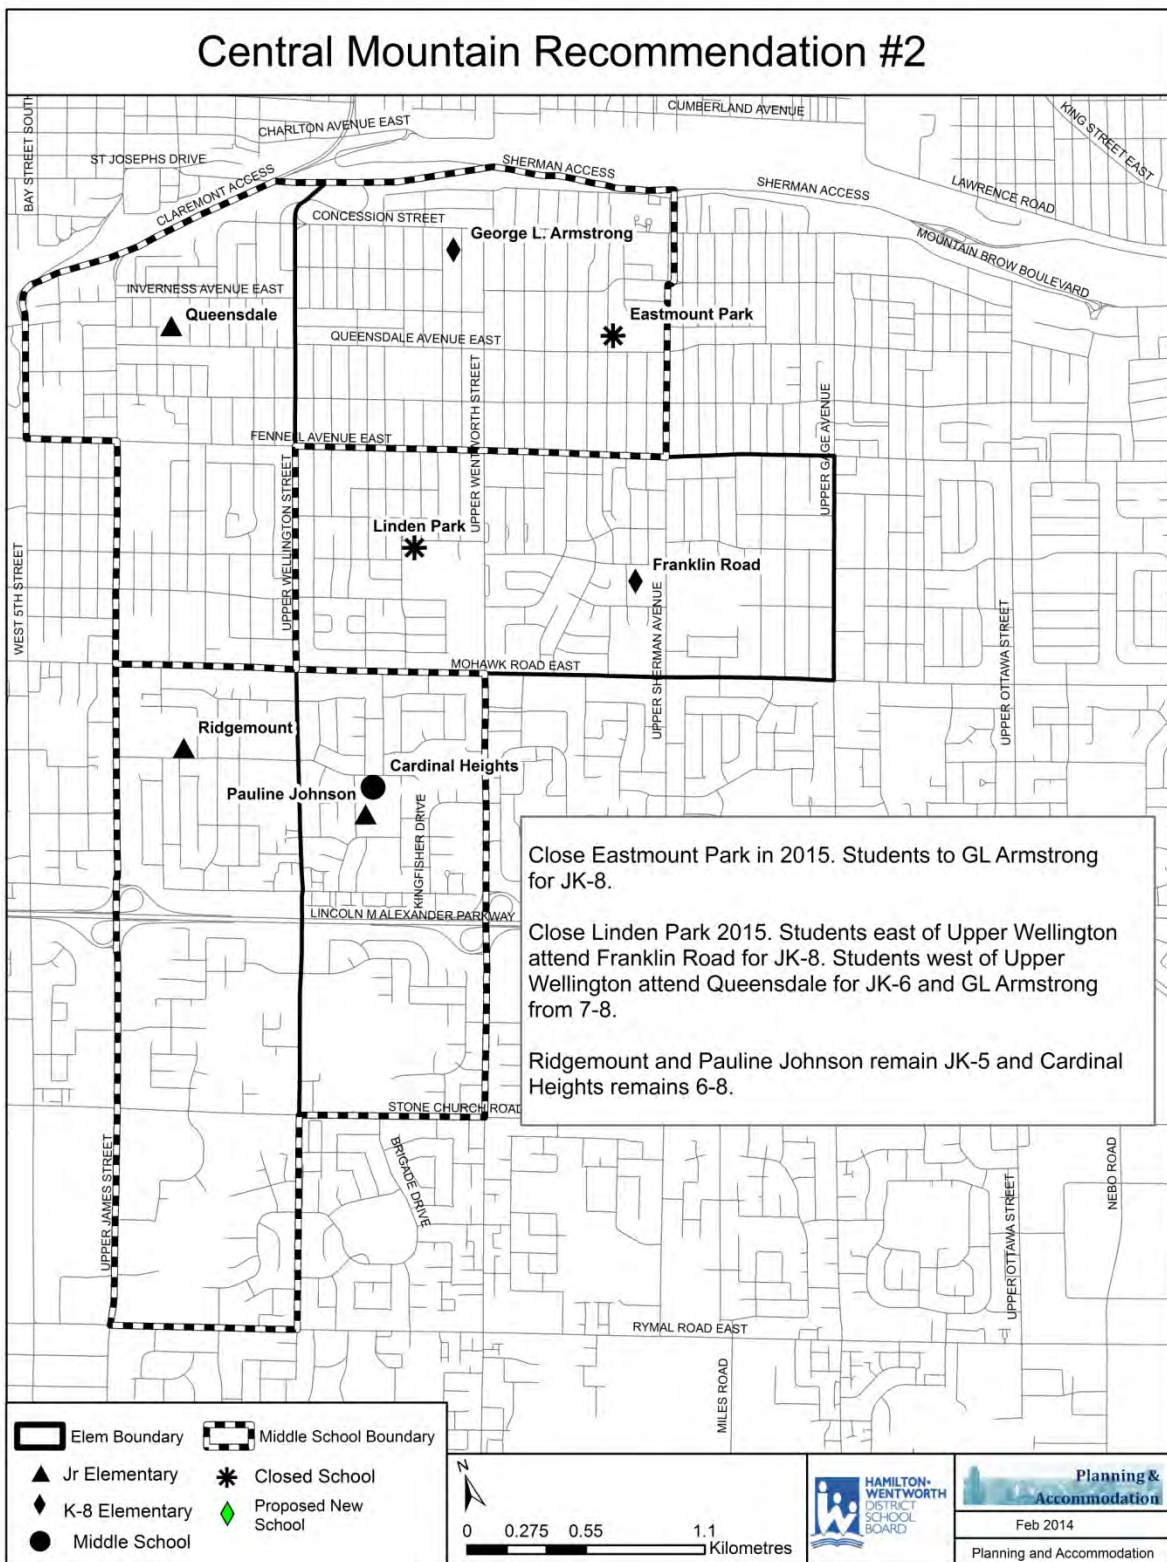 Central Mountain Recommendation #2
CUMBERLAND AVENUE
KING STREET EAST
CHARLTON AVENUE EAST
BAY STREET SOUTH
ST JOSEPHS DRIVE
SHERMAN ACCESS
CLAREMONT ACCESS
SHERMAN ACCESS
LAWRENCE ROAD
CONCESSION STREET
George L. Armstrong
MOUNTAIN BROW BOULEVARD
INVERNESS AVENUE EAST
Queensdale
Eastmount Park
QUEENSDALE AVENUE EAST
UPPER WENTWORTH STREET
UPPER GAGE AVENUE
FENNELL AVENUE EAST
UPPER WELLINGTON STREET
Linden Park
Franklin Road
WEST 5TH STREET
UPPER SHERMAN AVENUE
UPPER OTTAWA STREET
MOHAWK ROAD EAST
Ridgemount
Cardinal Heights
Pauline Johnson
KINGFISHER DRIVE
LINCOLN M ALEXANDER PARKWAY
Close Eastmount Park in 2015. Students to GL Armstrong
for JK-8.
Close Linden Park 2015. Students east of Upper Wellington
attend Franklin Road for JK-8. Students west of Upper
Wellington attend Queensdale for JK-6 and GL Armstrong
from 7-8.
Ridgemount and Pauline Johnson remain JK-5 and Cardinal
Heights remains 6-8.
STONE CHURCH ROAD
BRIGADE DRIVE
UPPER JAMES STREET
NEBO ROAD
UPPER OTTAWA STREET
RYMAL ROAD EAST
MILES ROAD
Elem Boundary
Middle School Boundary
Jr Elementary
Closed School
K-8 Elementary
Proposed New
School
Middle School
N
0 0.275 0.55 1.1
Kilometres
HAMILTON-
WENTWORTH
DISTRICT
SCHOOL
BOARD
Planning &
Accommodation
Feb 2014
Planning and Accommodation